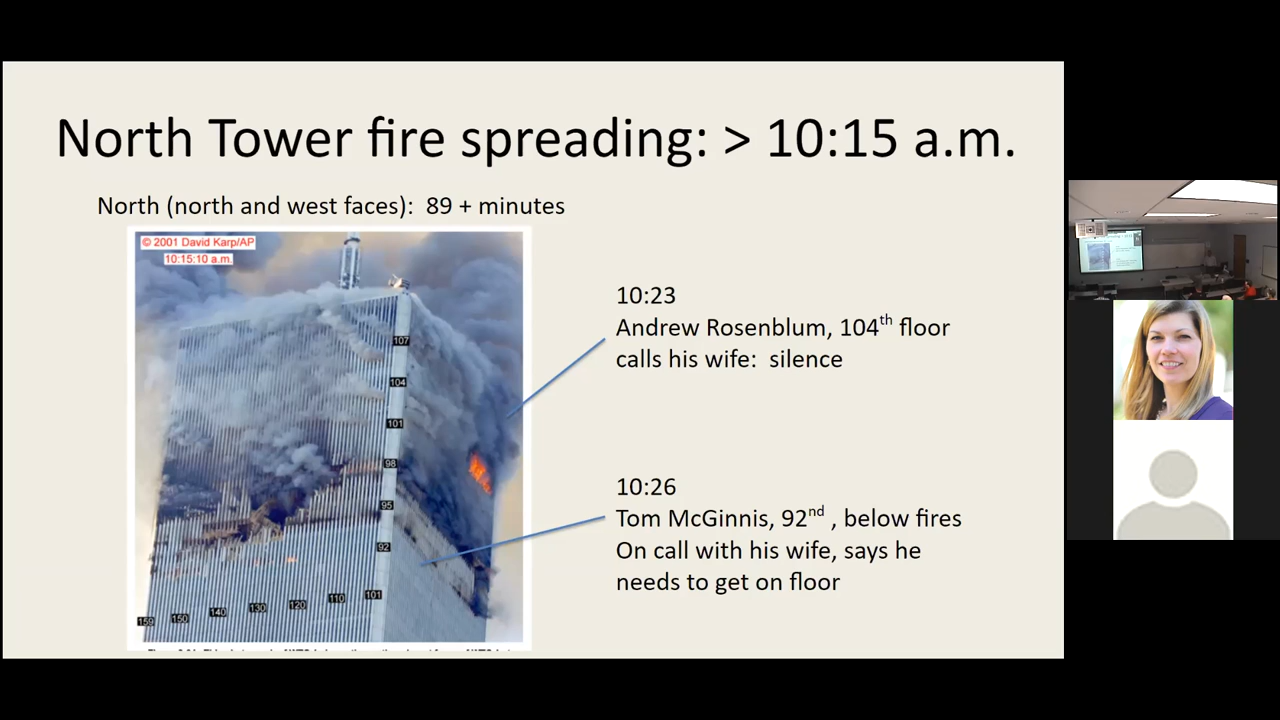 North Tower fire spreading: > 10:15 a.m.
North (north and west faces): 89 + minutes
© 2001 David Karp/AP
10:15:10 a.m.
107
104
101
98
95
92
159
150
140
130
120
110
101
10:23
Andrew Rosenblum, 104th floor
calls his wife: silence
10:26
Tom McGinnis, 92nd , below fires
On call with his wife, says he
needs to get on floor